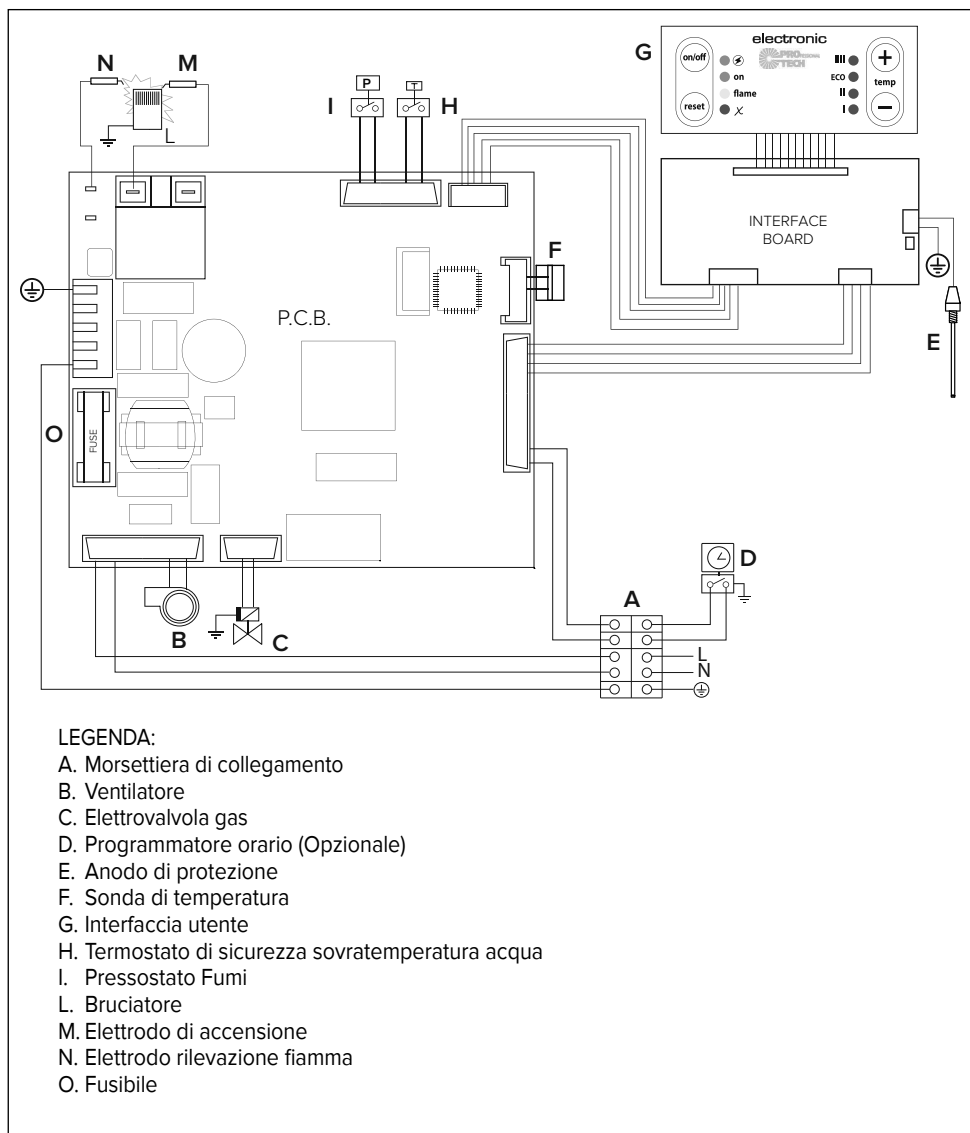 electronic
G
on/off
PROTECH
on
ECO
flame
reset
II
I
+
temp
−
N
M
L
I
P
T
H
INTERFACE
BOARD
F
P.C.B.
E
O
FUSE
D
A
B
C
L
N
LEGENDA:
A. Morsettiera di collegamento
B. Ventilatore
C. Elettrovalvola gas
D. Programmatore orario (Opzionale)
E. Anodo di protezione
F. Sonda di temperatura
G. Interfaccia utente
H. Termostato di sicurezza sovratemperatura acqua
I. Pressostato Fumi
L. Bruciatore
M. Elettrodo di accensione
N. Elettrodo rilevazione fiamma
O. Fusibile